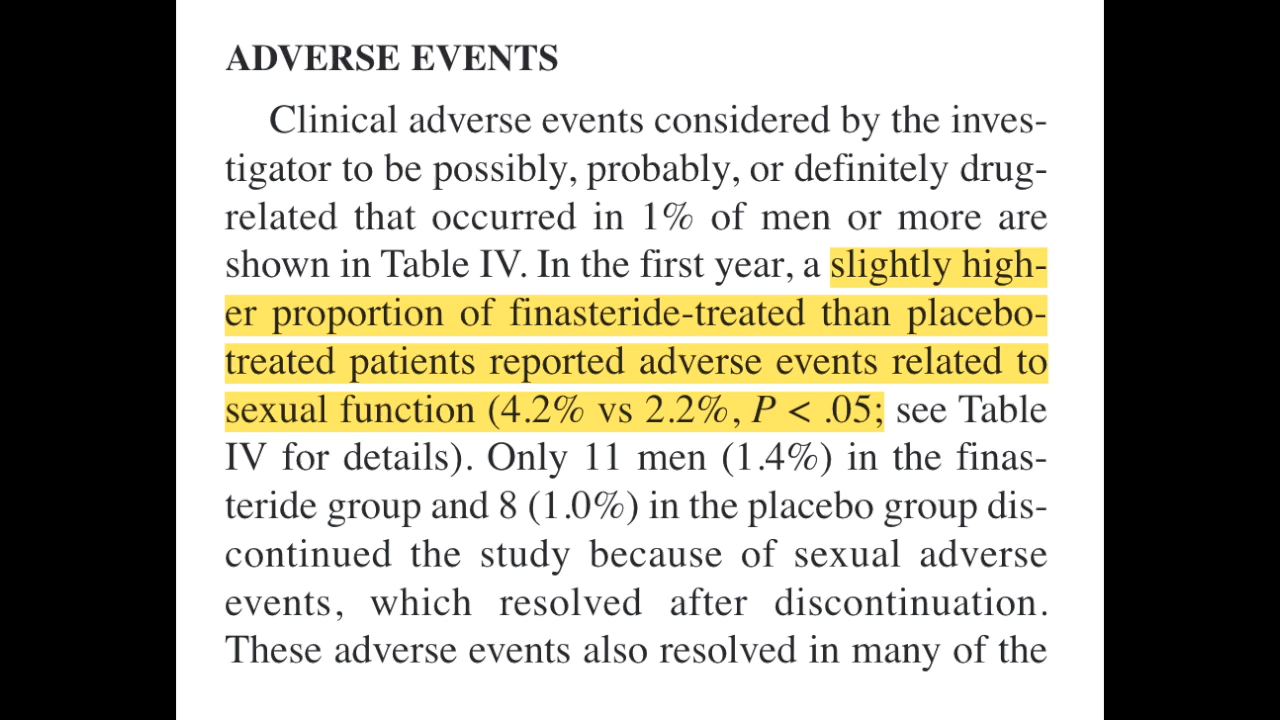 ADVERSE EVENTS
Clinical adverse events considered by the inves-
tigator to be possibly, probably, or definitely drug-
related that occurred in 1% of men or more are
shown in Table IV. In the first year, a slightly high-
er proportion of finasteride-treated than placebo-
treated patients reported adverse events related to
sexual function (4.2% vs 2.2%, P < .05; see Table
IV for details). Only 11 men (1.4%) in the finas-
teride group and 8 (1.0%) in the placebo group dis-
continued the study because of sexual adverse
events, which resolved after discontinuation.
These adverse events also resolved in many of the